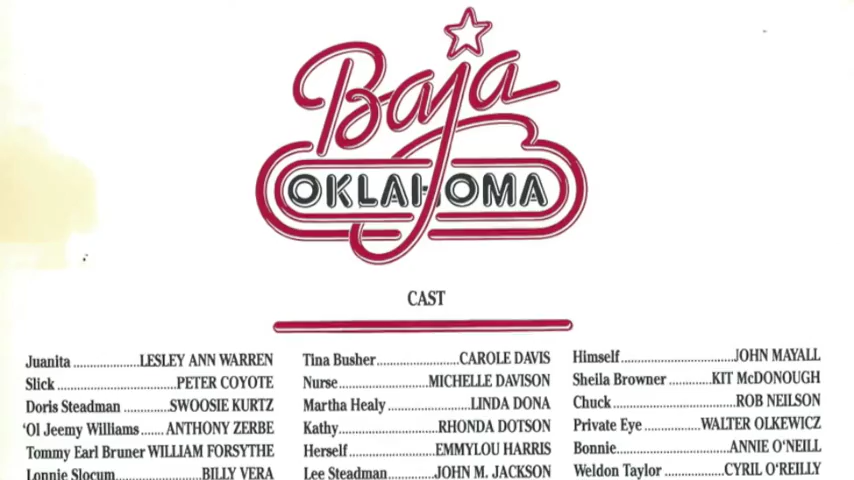 Baja
OKLAHOMA
CAST
Juanita ......................LESLEY ANN WARREN
Slick .......................................PETER COYOTE
Doris Steadman ...............SWOOSIE KURTZ
‘Ol Jeemy Williams ....... ANTHONY ZERBE
Tommy Earl Bruner WILLIAM FORSYTHE
Lonnie Slocum............................BILLY VERA
Tina Busher...........................CAROLE DAVIS
Nurse.............................MICHELLE DAVISON
Martha Healy ...........................LINDA DONA
Kathy................................RHONDA DOTSON
Herself .............................EMMYLOU HARRIS
Lee Steadman................JOHN M. JACKSON
Himself....................................JOHN MAYALL
Sheila Browner .............KIT McDONOUGH
Chuck.........................................ROB NEILSON
Private Eye ..................WALTER OLKEWICZ
Bonnie....................................ANNIE O‘NEILL
Weldon Taylor ....................CYRIL O‘REILLY